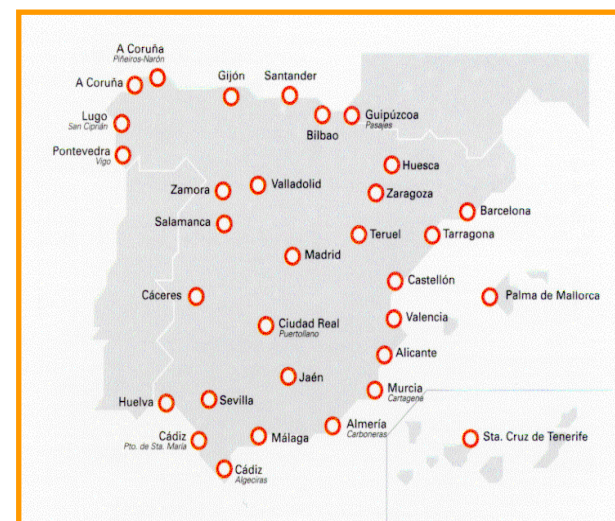 A Coruña
Piñeiros-Narón
A Coruña
Gijón
Santander
Lugo
San Ciprián
Bilbao
Guipúzcoa
Pasajes
Pontevedra
Vigo
Huesca
Zamora
Valladolid
Zaragoza
Barcelona
Salamanca
Teruel
Tarragona
Madrid
Castellón
Cáceres
Palma de Mallorca
Ciudad Real
Puertollano
Valencia
Alicante
Jaén
Huelva
Sevilla
Murcia
Cartagena
Cádiz
Pto. de Sta. María
Málaga
Almería
Carboneras
Sta. Cruz de Tenerife
Cádiz
Algeciras